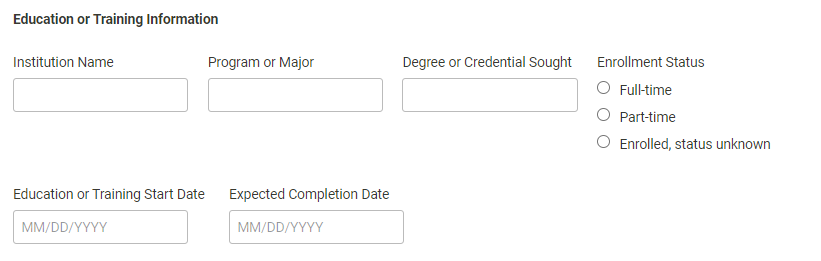 Education or Training Information
Institution Name
Program or Major
Degree or Credential Sought
Enrollment Status
Full-time
Part-time
Enrolled, status unknown
Education or Training Start Date
Expected Completion Date
MM/DD/YYYY
MM/DD/YYYY